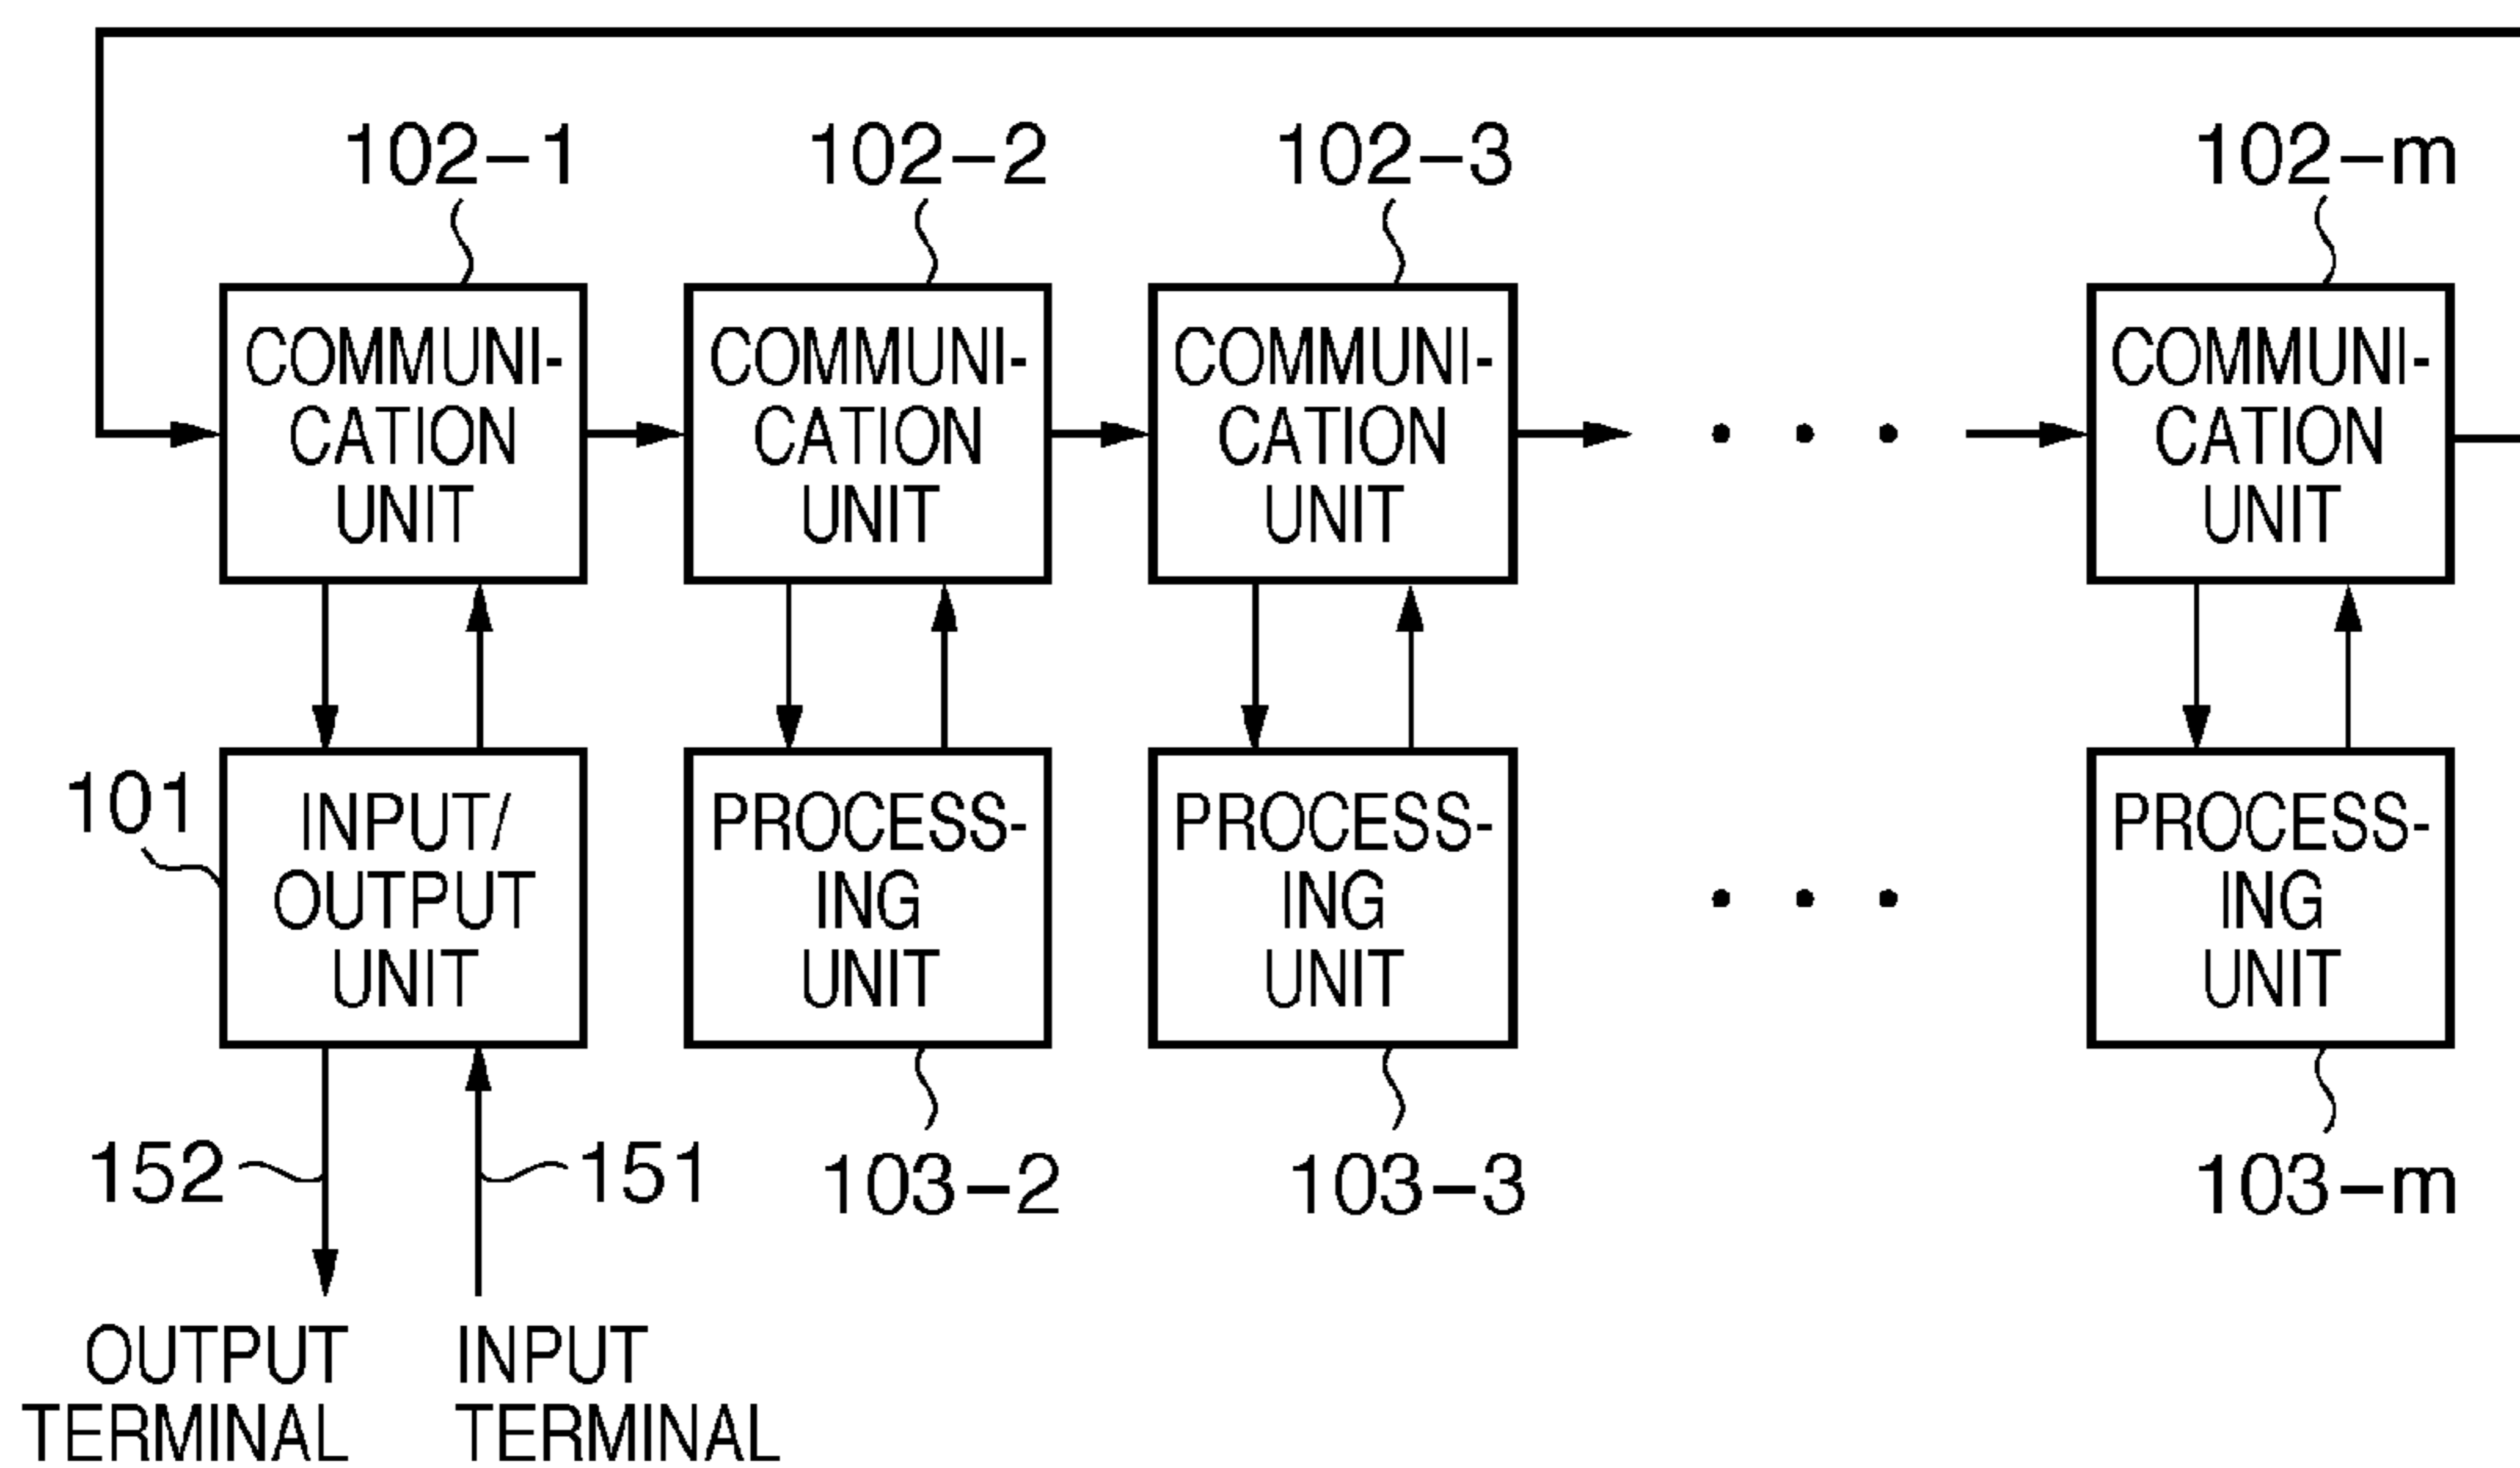 102-1 102-2 102-3 102-m
COMMUNI-
CATION
UNIT
COMMUNI-
CATION
UNIT
COMMUNI-
CATION
UNIT
COMMUNI-
CATION
UNIT
101
INPUT/
OUTPUT
UNIT
PROCESS-
ING
UNIT
PROCESS-
ING
UNIT
PROCESS-
ING
UNIT
152 151 103-2 103-3 103-m
OUTPUT
TERMINAL
INPUT
TERMINAL